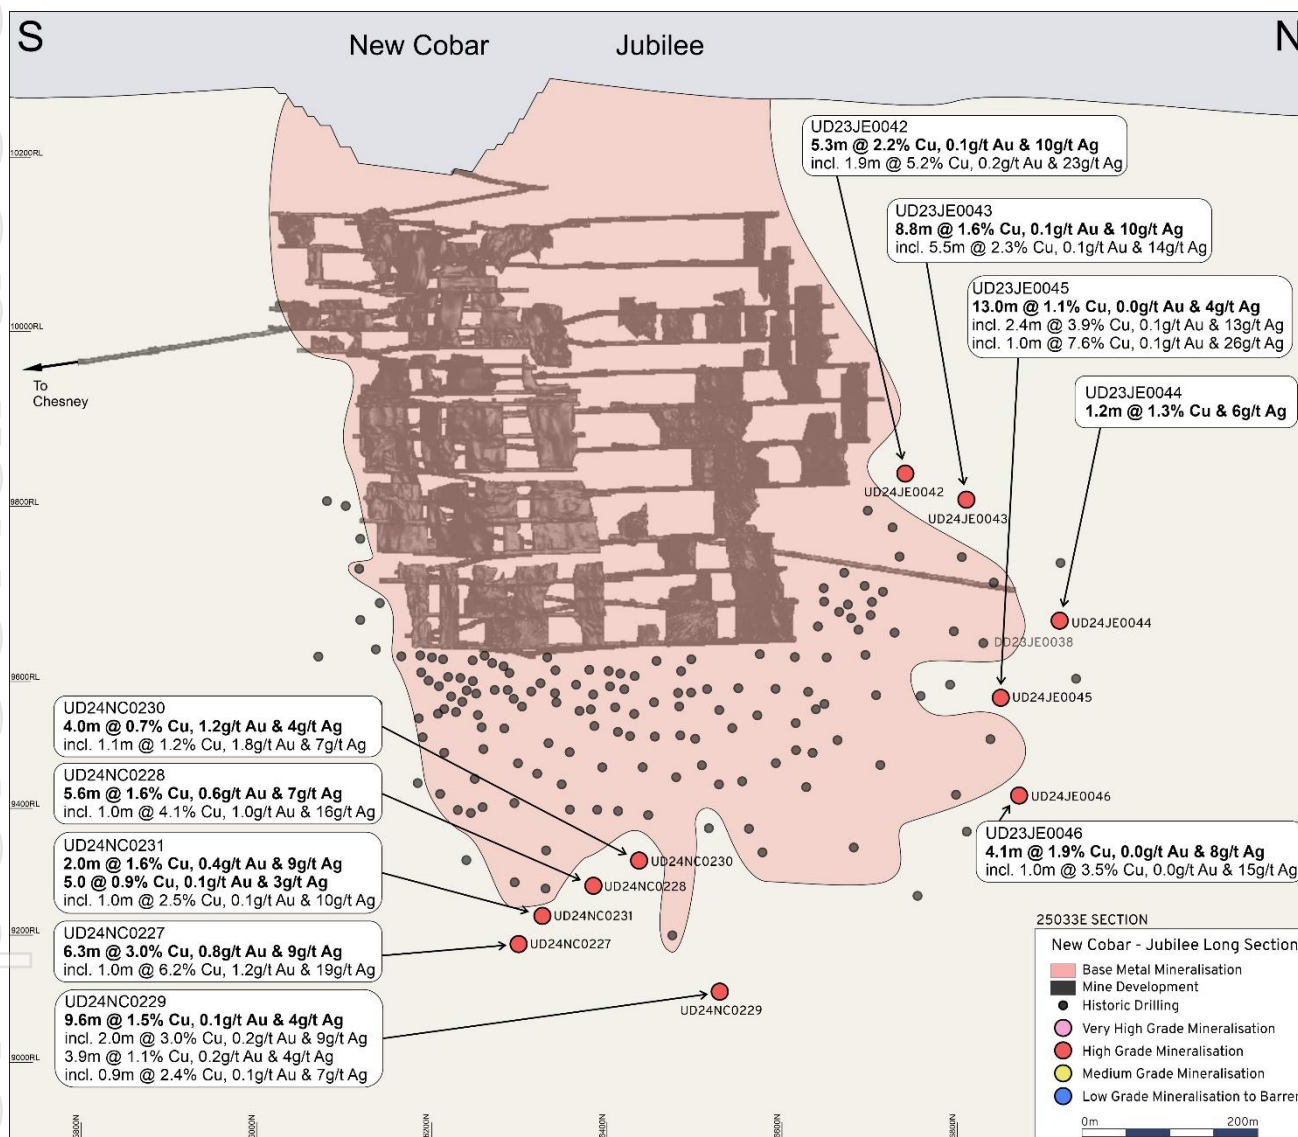 S
New Cobar
Jubilee
N
UD23JE0042
5.3m @ 2.2% Cu, 0.1g/t Au & 10g/t Ag
incl. 1.9m @ 5.2% Cu, 0.2g/t Au & 23g/t Ag
10200RL
UD23JE0043
8.8m @ 1.6% Cu, 0.1g/t Au & 10g/t Ag
incl. 5.5m @ 2.3% Cu, 0.1g/t Au & 14g/t Ag
UD23JE0045
13.0m @ 1.1% Cu, 0.0g/t Au & 4g/t Ag
incl. 2.4m @ 3.9% Cu, 0.1g/t Au & 13g/t Ag
incl. 1.0m @ 7.6% Cu, 0.1g/t Au & 26g/t Ag
10000RL
To
Chesney
UD23JE0044
1.2m @ 1.3% Cu & 6g/t Ag
UD24JE0042
9800RL
UD24JE0043
UD24JE0044
DD23JE0038
9600RL
UD24JE0045
UD24NC0230
4.0m @ 0.7% Cu, 1.2g/t Au & 4g/t Ag
incl. 1.1m @ 1.2% Cu, 1.8g/t Au & 7g/t Ag
UD24NC0228
5.6m @ 1.6% Cu, 0.6g/t Au & 7g/t Ag
incl. 1.0m @ 4.1% Cu, 1.0g/t Au & 16g/t Ag
9400RL
UD24JE0046
UD23JE0046
4.1m @ 1.9% Cu, 0.0g/t Au & 8g/t Ag
incl. 1.0m @ 3.5% Cu, 0.0g/t Au & 15g/t Ag
UD24NC0231
2.0m @ 1.6% Cu, 0.4g/t Au & 9g/t Ag
5.0 @ 0.9% Cu, 0.1g/t Au & 3g/t Ag
incl. 1.0m @ 2.5% Cu, 0.1g/t Au & 10g/t Ag
UD24NC0230
UD24NC0228
UD24NC0231
UD24NC0227
9200RL
UD24NC0227
6.3m @ 3.0% Cu, 0.8g/t Au & 9g/t Ag
incl. 1.0m @ 6.2% Cu, 1.2g/t Au & 19g/t Ag
UD24NC0229
9.6m @ 1.5% Cu, 0.1g/t Au & 4g/t Ag
incl. 2.0m @ 3.0% Cu, 0.2g/t Au & 9g/t Ag
3.9m @ 1.1% Cu, 0.2g/t Au & 4g/t Ag
incl. 0.9m @ 2.4% Cu, 0.1g/t Au & 7g/t Ag
UD24NC0229
9000RL
25033E SECTION
New Cobar - Jubilee Long Section
Base Metal Mineralisation
Mine Development
Historic Drilling
Very High Grade Mineralisation
High Grade Mineralisation
Medium Grade Mineralisation
Low Grade Mineralisation to Barren
0m
200m